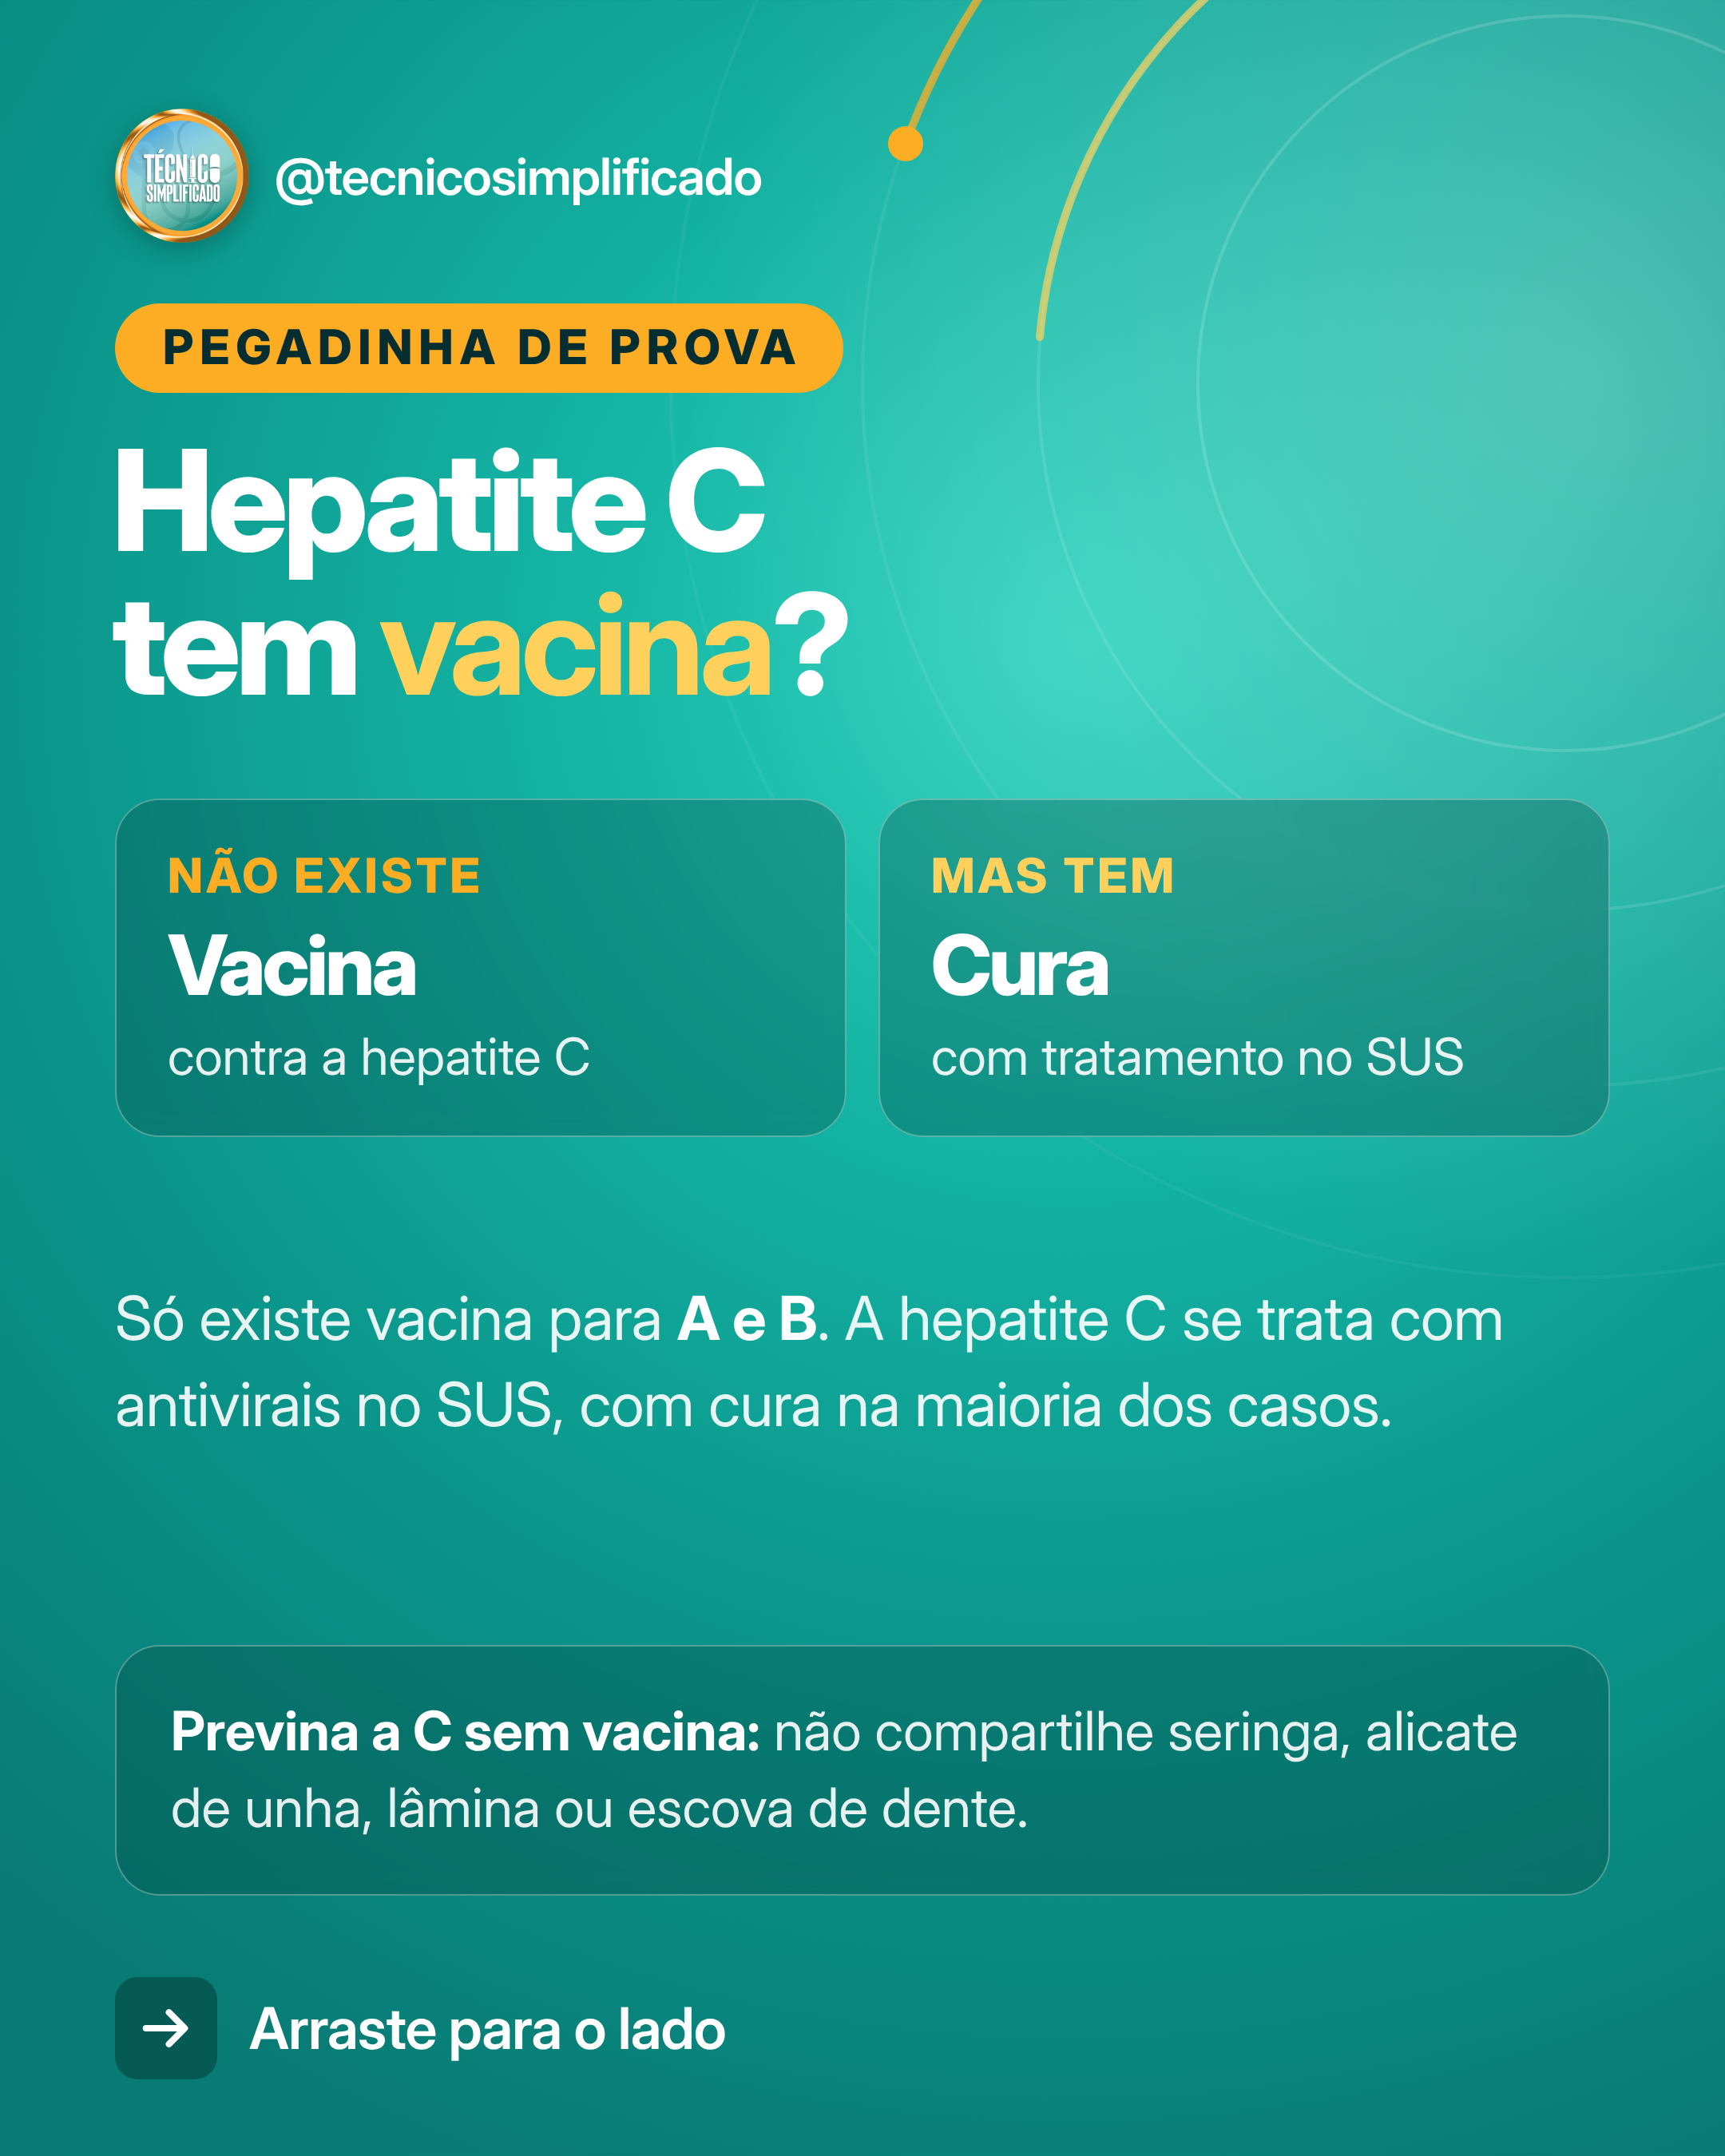 TÉCNICO
SIMPLIFICADO
@tecnicosimplificado
PEGADINHA DE PROVA
Hepatite C
tem vacina?
NÃO EXISTE
Vacina
contra a hepatite C
MAS TEM
Cura
com tratamento no SUS
Só existe vacina para A e B. A hepatite C se trata com
antivirais no SUS, com cura na maioria dos casos.
Previna a C sem vacina: não compartilhe seringa, alicate
de unha, lâmina ou escova de dente.
Arraste para o lado